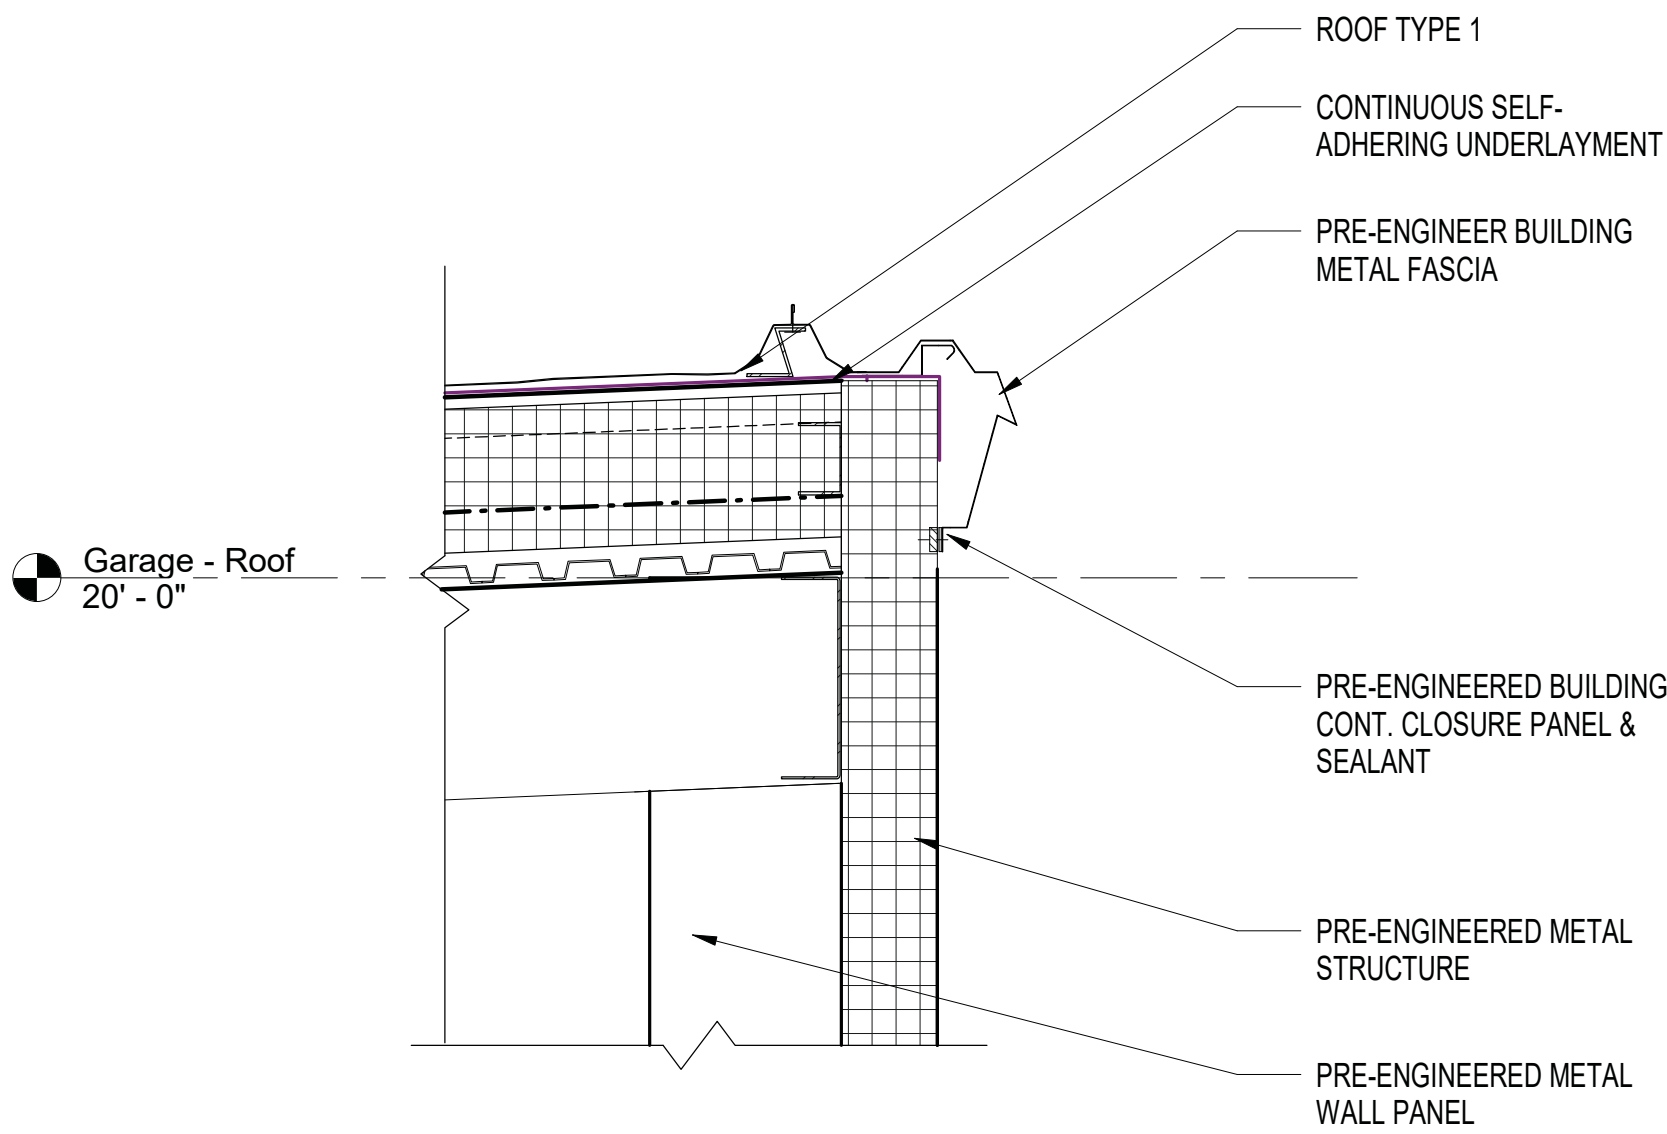 ROOF TYPE 1
CONTINUOUS SELF-
ADHERING UNDERLAYMENT
PRE-ENGINEER BUILDING
METAL FASCIA
Garage - Roof
20' - 0"
PRE-ENGINEERED BUILDING
CONT. CLOSURE PANEL &
SEALANT
PRE-ENGINEERED METAL
STRUCTURE
PRE-ENGINEERED METAL
WALL PANEL